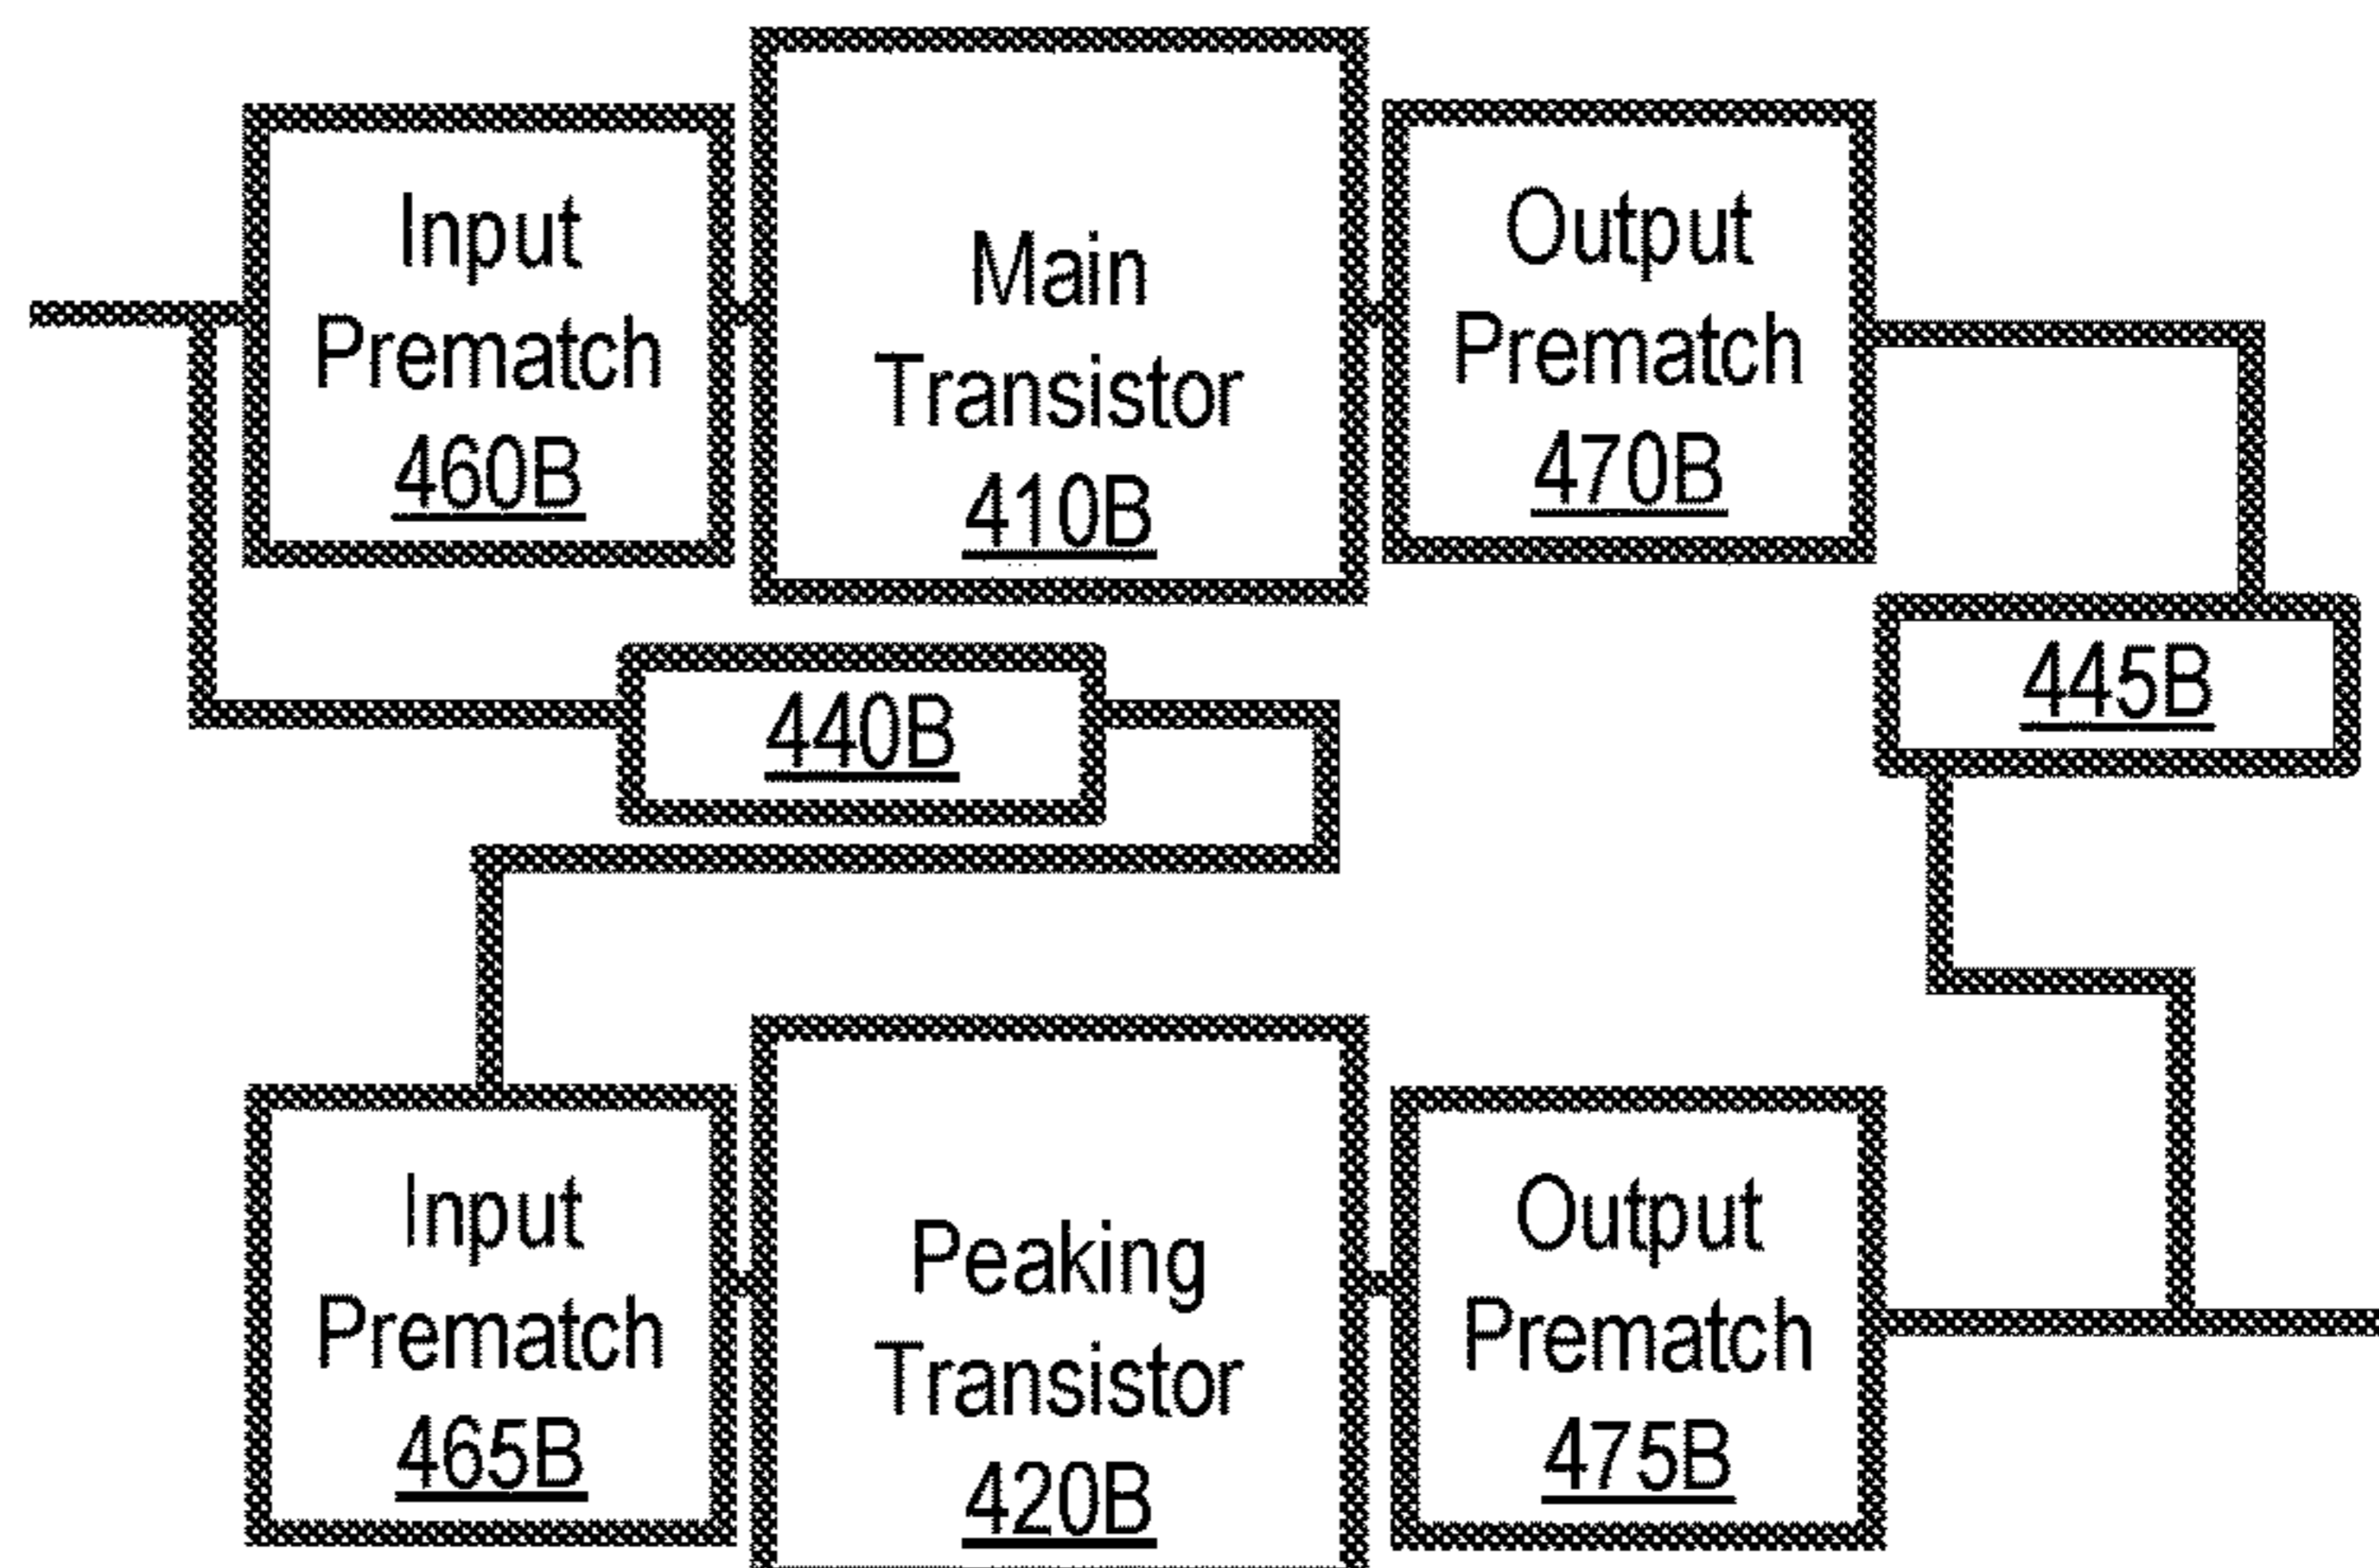 Input
Prematch
460B
Main
Transistor
410B
Output
Prematch
470B
440B
445B
Input
Prematch
465B
Peaking
Transistor
420B
Output
Prematch
475B